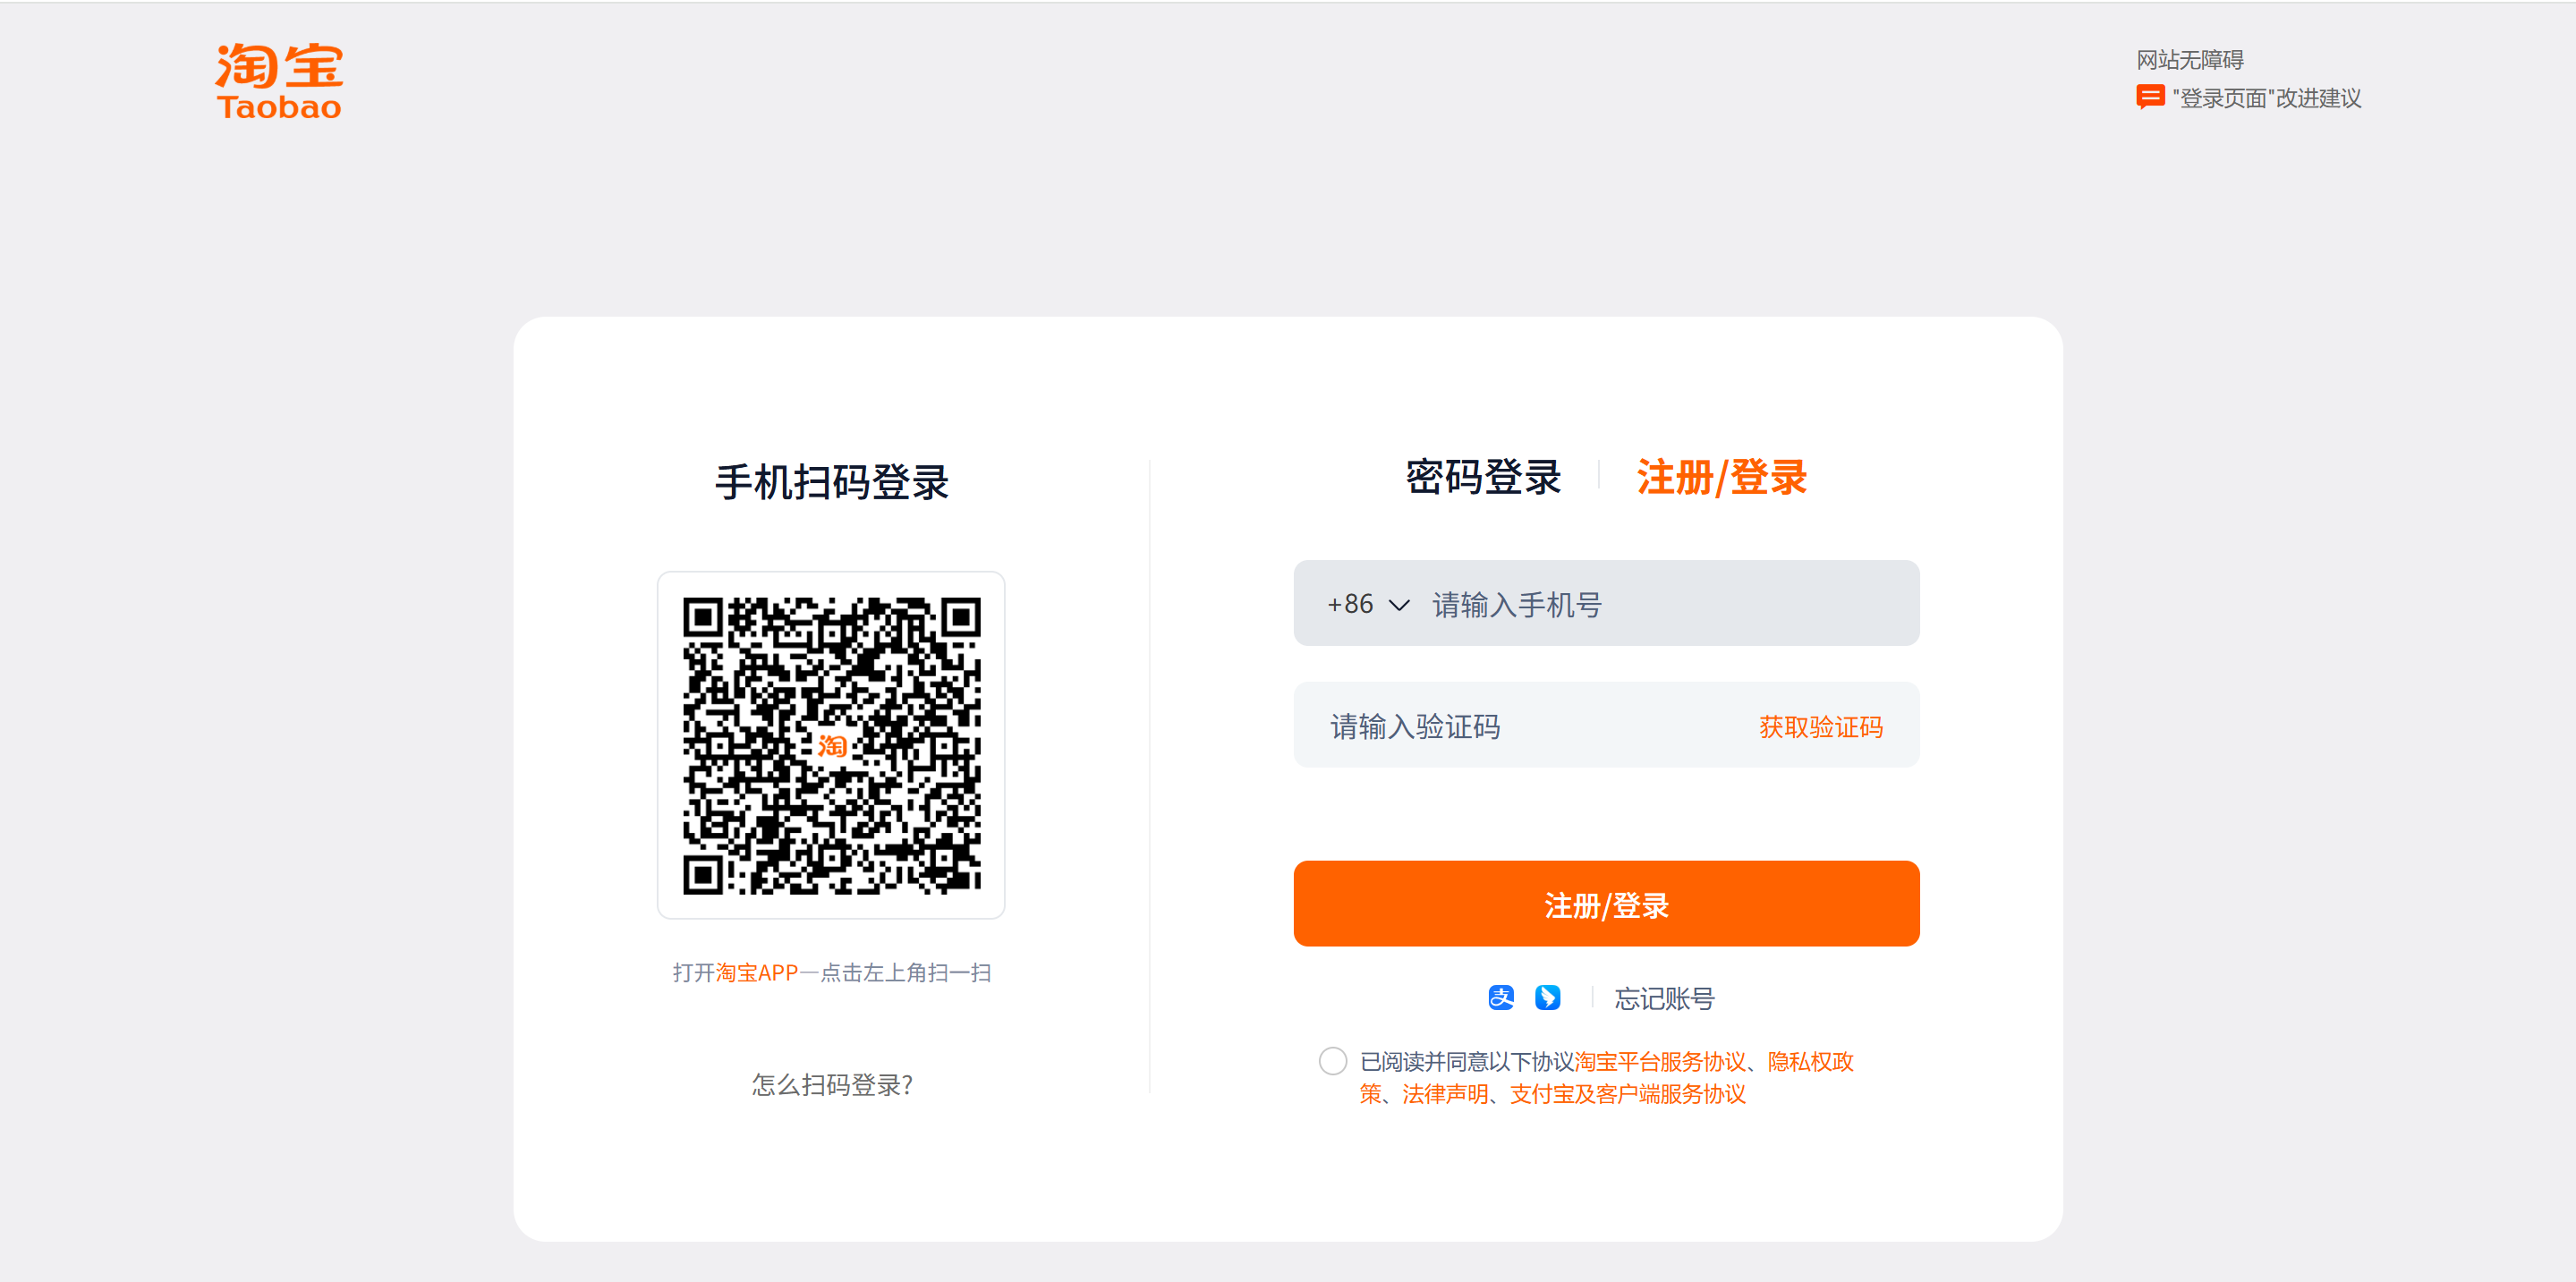 淘宝
Taobao
网站无障碍
"登录页面"改进建议
手机扫码登录
淘
打开淘宝APP—点击左上角扫一扫
怎么扫码登录?
密码登录
注册/登录
+86 请输入手机号
请输入验证码 获取验证码
注册/登录
支
忘记账号
已阅读并同意以下协议淘宝平台服务协议、隐私权政
策、法律声明、支付宝及客户端服务协议